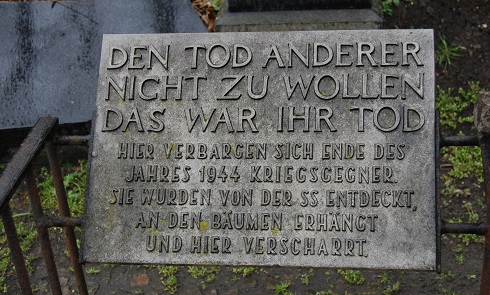 DEN TOD ANDERER
NICHT ZU WOLLEN
DAS WAR IHR TOD
HIER VERBARGEN SICH ENDE DES
JAHRES 1944 KRIEGSGEGNER.
SIE WURDEN VON DER SS ENTDECKT,
AN DEN BÄUMEN ERHÄNGT
UND HIER VERSCHARRT.